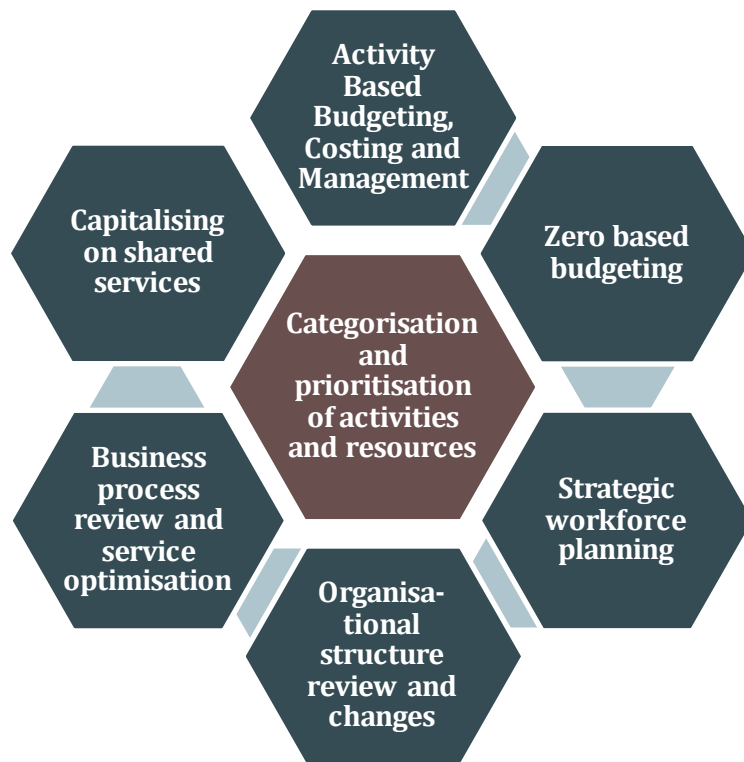 Activity
Based
Budgeting,
Costing and
Management
Zero based
budgeting
Strategic
workforce
planning
Organisa-
tional
structure
review and
changes
Business
process
review and
service
optimisation
Capitalising
on shared
services
Categorisation
and
prioritisation
of activities
and resources